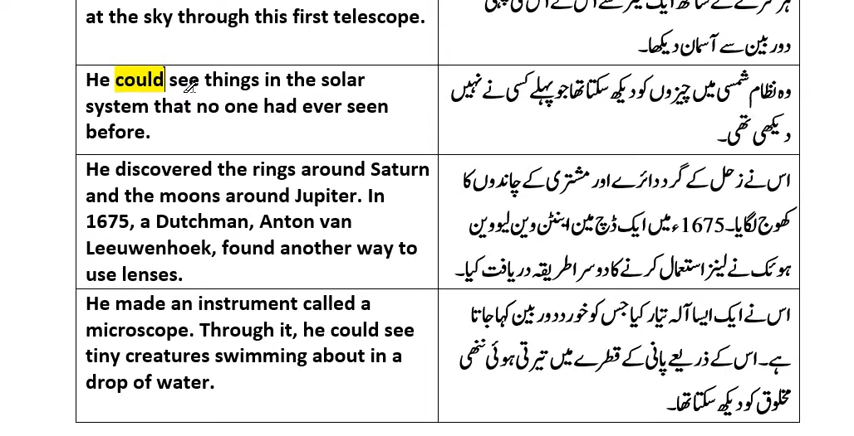 at the sky through this first telescope.
دوربین سے آسمان دیکھا۔
He could see things in the solar
system that no one had ever seen
before.
وہ نظام شمسی میں چیزوں کو دیکھ سکتا تھا جو پہلے کسی نے نہیں
دیکھی تھی۔
He discovered the rings around Saturn
and the moons around Jupiter. In
1675, a Dutchman, Anton van
Leeuwenhoek, found another way to
use lenses.
اس نے زحل کے گرد دائرے اور مشتری کے چاندوں کا
کھوج لگایا۔ 1675ء میں ایک ڈچ مین اینٹن وین لیووین
ہوئک نے لینز استعمال کرنے کا دوسرا طریقہ دریافت کیا۔
He made an instrument called a
microscope. Through it, he could see
tiny creatures swimming about in a
drop of water.
اس نے ایک ایسا آلہ تیار کیا جس کو خورددوربین کہا جاتا
ہے۔ اس کے ذریعے پانی کے قطرے میں تیرتی ہوئی ننھی
مخلوق کو دیکھ سکتا تھا۔